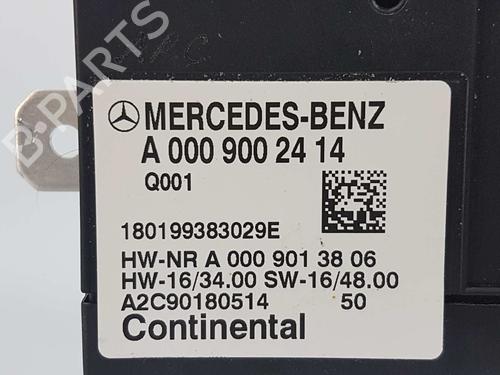 MERCEDES-BENZ
A 000 900 24 14
Q001
180199383029E
HW-NR A 000 901 38 06
HW-16/34.00 SW-16/48.00
A2C90180514 50
Continental
B-PARTS